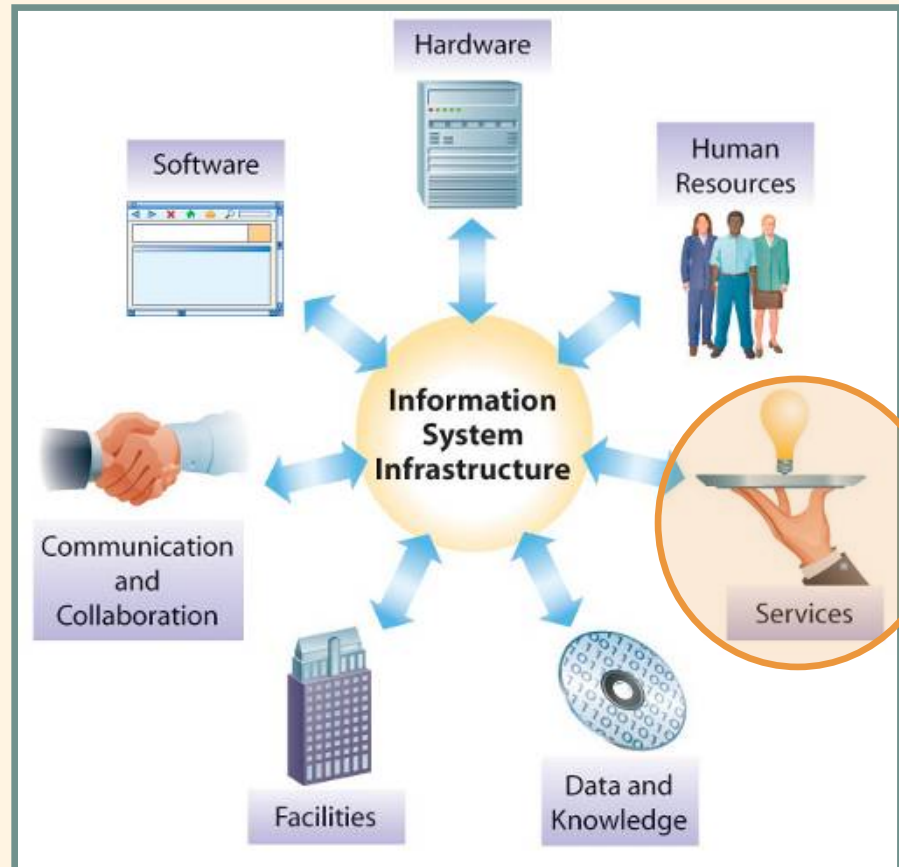 Hardware
Software
Human
Resources
Information
System
Infrastructure
Communication
and
Collaboration
Services
Facilities
Data and
Knowledge